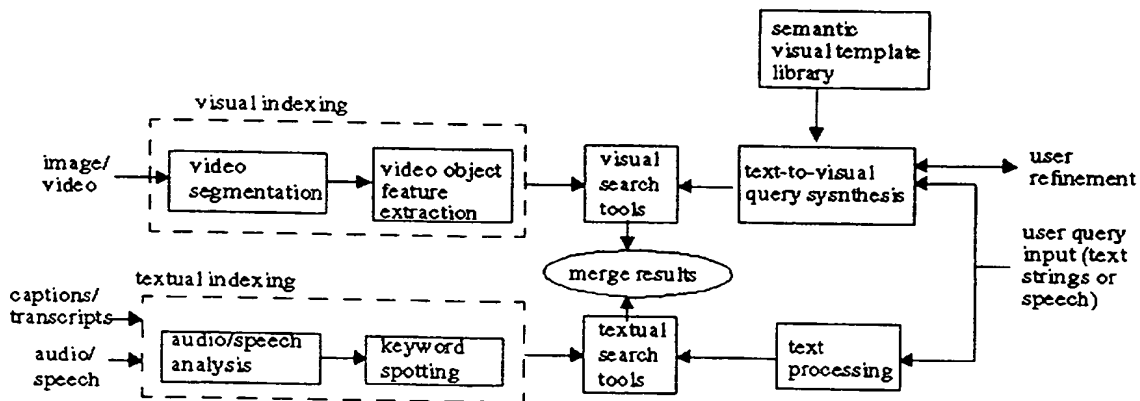 semantic
visual template
library
visual indexing
image/
video
video
segmentation
video object
feature
extraction
visual
search
tools
text-to-visual
query sysnthesis
user
refinement
merge results
user query
input (text
strings or
speech)
textual indexing
captions/
transcripts
audio/
speech
audio/speech
analysis
keyword
spotting
textual
search
tools
text
processing